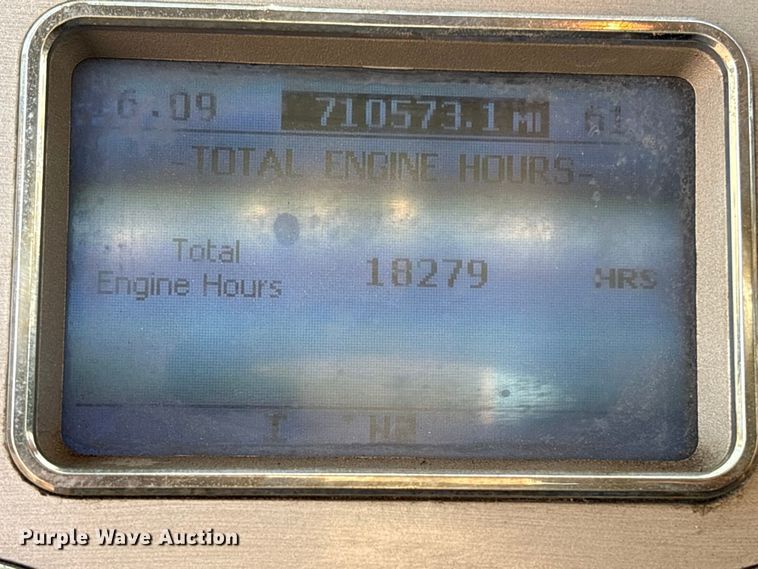 6.09 710573.1 MI 61
-TOTAL ENGINE HOURS-
Total
Engine Hours 18279 HRS
Purple Wave Auction